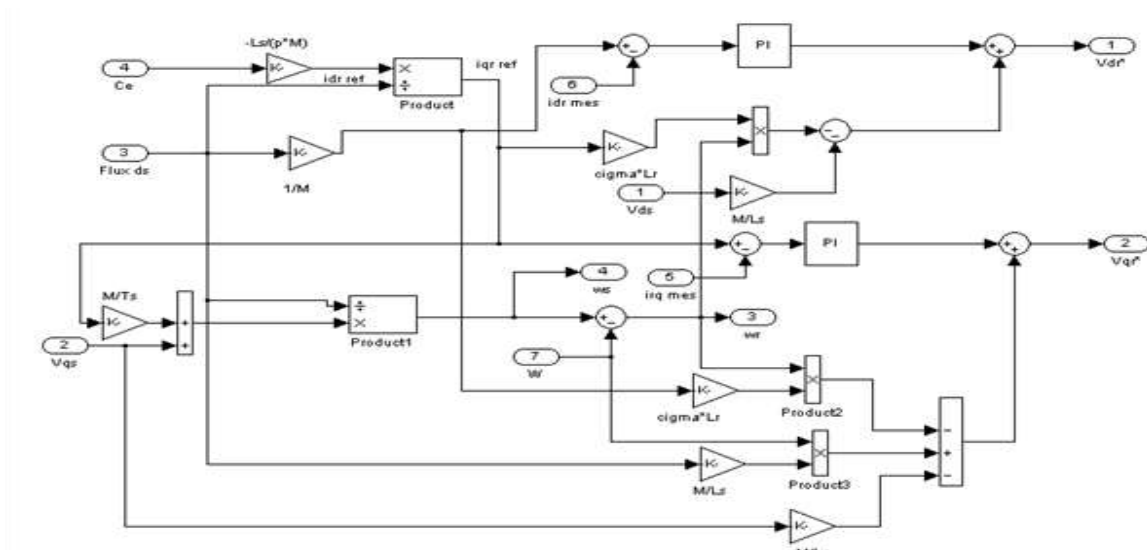 -Ls/(p*M)
4
Ce
K-
idr ref
×
÷
Product
iqr ref
+
-
6
idr mes
PI
+
+
1
Vdr*
3
Flux ds
K-
1/M
K-
cigma*Lr
×
-
-
1
Vds
K-
M/Ls
+
-
5
irq mes
PI
+
+
2
Vqr*
M/Ts
K-
2
Vqs
+
+
÷
×
Product1
4
ws
+
-
3
wr
7
W
K-
cigma*Lr
×
Product2
K-
M/Ls
×
Product3
-
+
-
K-